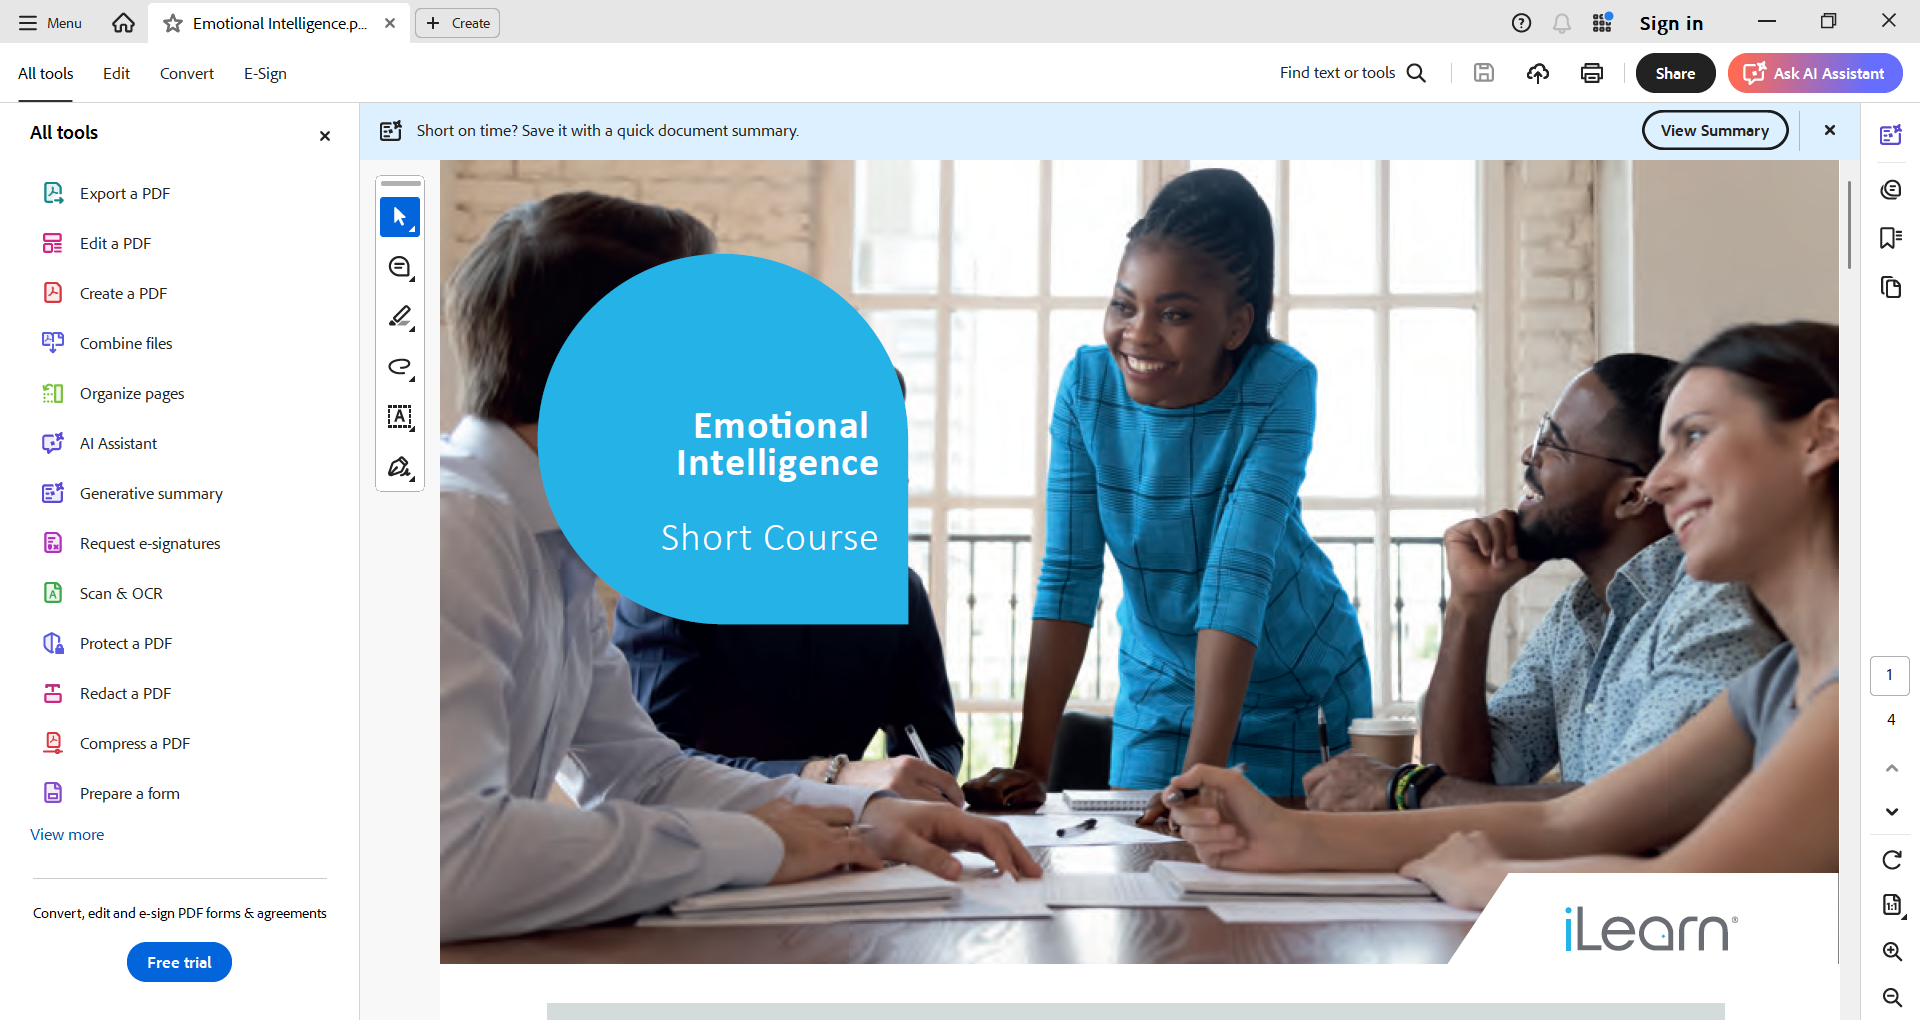 Menu
Emotional Intelligence.p...
Create
Sign in
All tools
Edit
Convert
E-Sign
Find text or tools
Share
Ask AI Assistant
All tools
Export a PDF
Edit a PDF
Create a PDF
Combine files
Organize pages
AI Assistant
Generative summary
Request e-signatures
Scan & OCR
Protect a PDF
Redact a PDF
Compress a PDF
Prepare a form
View more
Convert, edit and e-sign PDF forms & agreements
Free trial
Short on time? Save it with a quick document summary.
View Summary
Emotional
Intelligence
Short Course
iLearn®
1
4